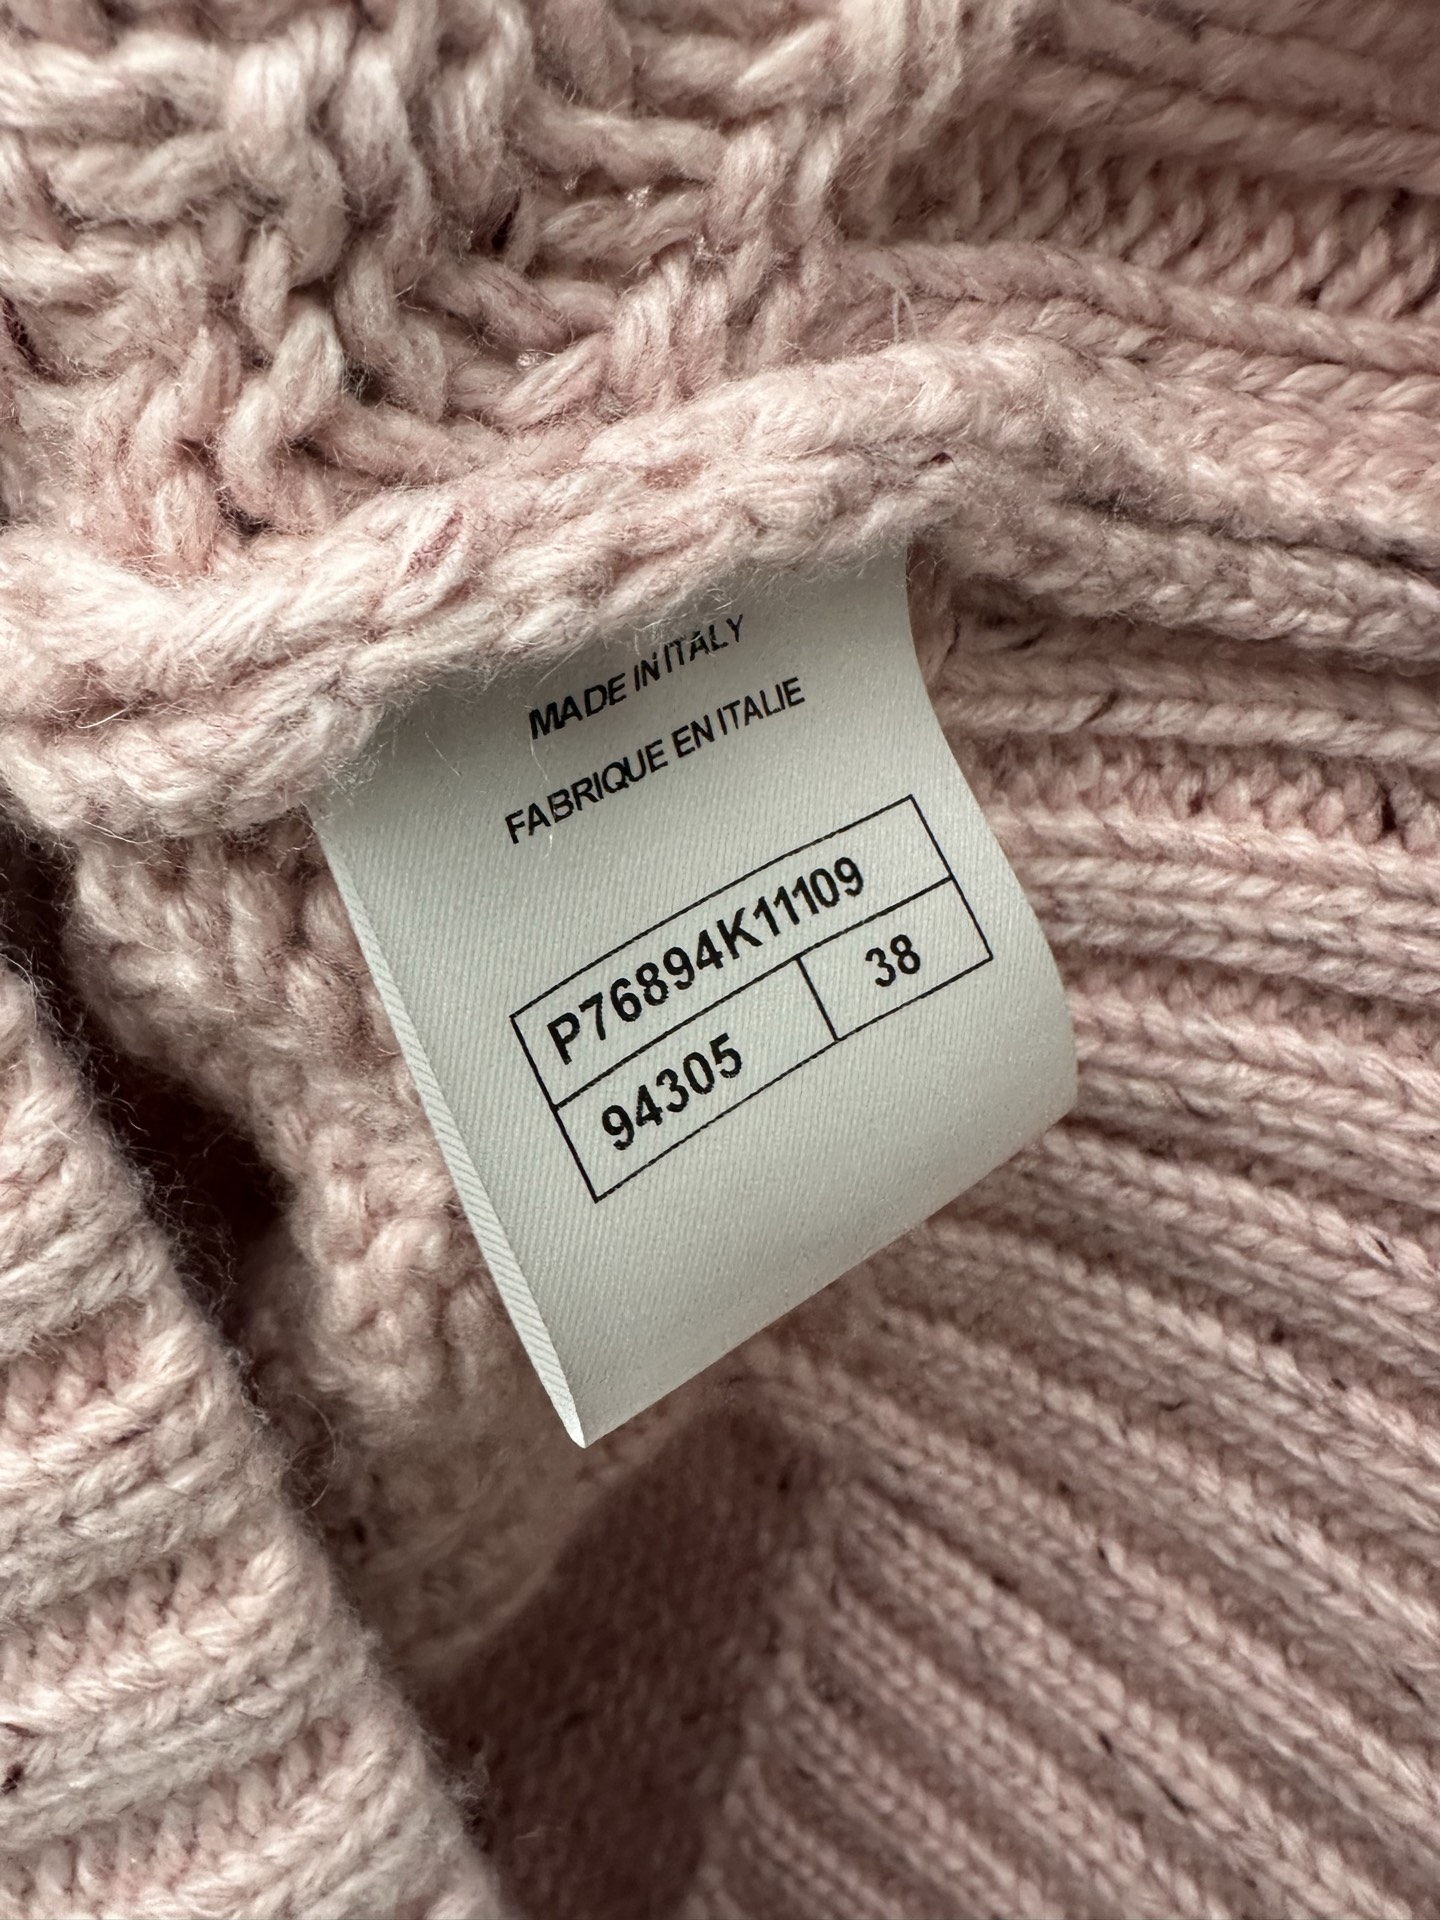 MADE IN ITALY
FABRIQUE EN ITALIE
P76894K11109
94305 38